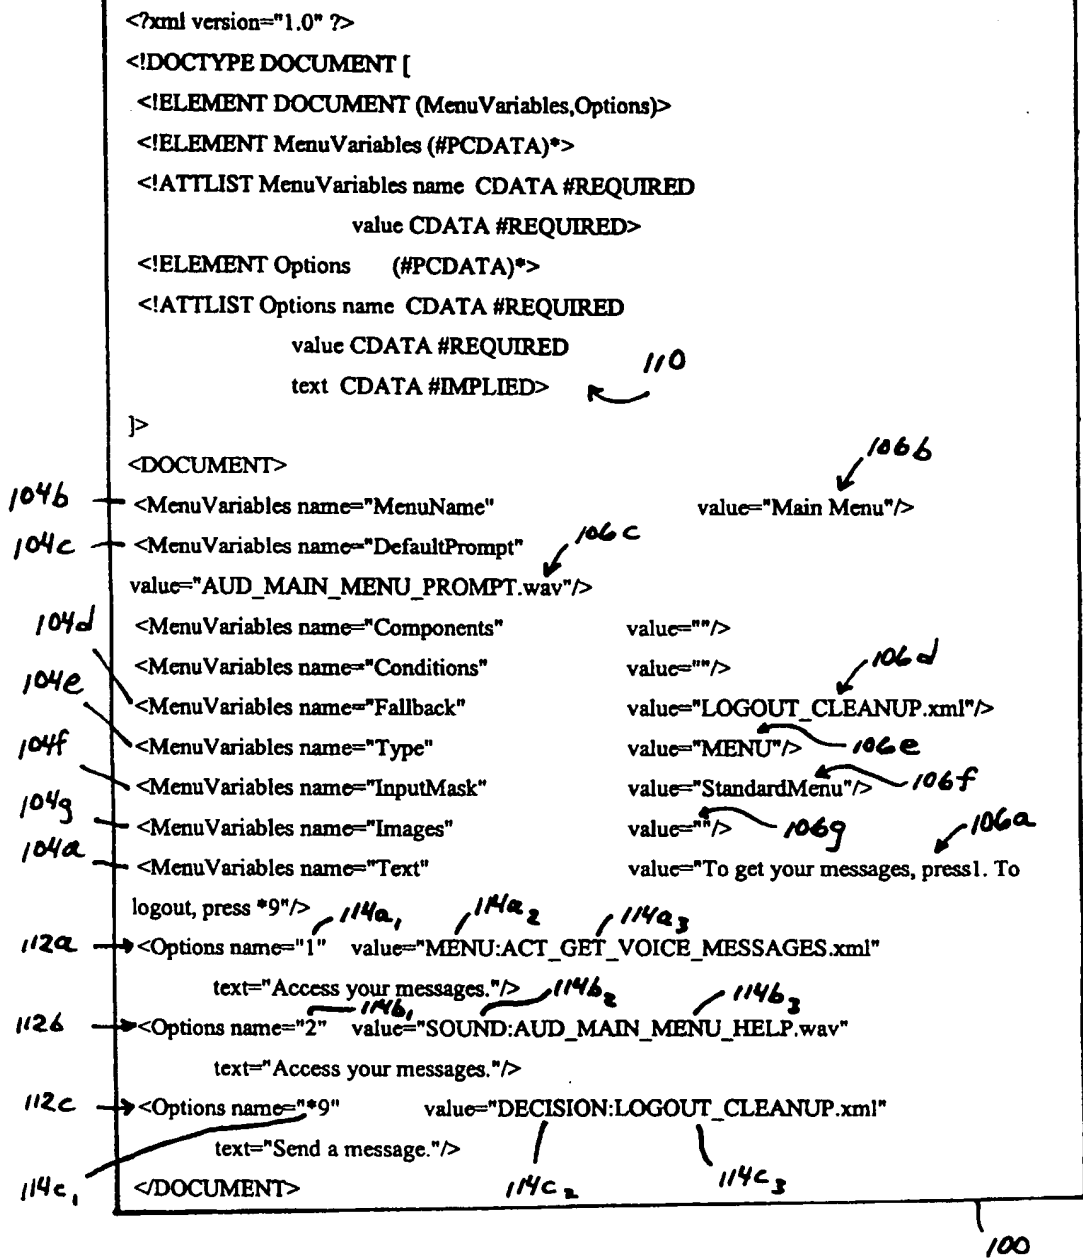 <?xml version="1.0" ?>
<!DOCTYPE DOCUMENT [
<!ELEMENT DOCUMENT (MenuVariables,Options)>
<!ELEMENT MenuVariables (#PCDATA)*>
<!ATTLIST MenuVariables name CDATA #REQUIRED
value CDATA #REQUIRED>
<!ELEMENT Options (#PCDATA)*>
<!ATTLIST Options name CDATA #REQUIRED
value CDATA #REQUIRED
110
text CDATA #IMPLIED>
]>
<DOCUMENT>
106b
104b <MenuVariables name="MenuName" value="Main Menu"/>
104c <MenuVariables name="DefaultPrompt" 106c
value="AUD_MAIN_MENU_PROMPT.wav"/>
104d <MenuVariables name="Components" value=""/>
<MenuVariables name="Conditions" value=""/> 106d
104e <MenuVariables name="Fallback" value="LOGOUT_CLEANUP.xml"/>
104f <MenuVariables name="Type" value="MENU"/> 106e
<MenuVariables name="InputMask" value="StandardMenu"/> 106f
104g <MenuVariables name="Images" value=""/> 106g 106a
104a <MenuVariables name="Text" value="To get your messages, press1. To
logout, press *9"/> 114a1 114a2 114a3
112a <Options name="1" value="MENU:ACT_GET_VOICE_MESSAGES.xml"
text="Access your messages."/> 114b1 114b2 114b3
112b <Options name="2" value="SOUND:AUD_MAIN_MENU_HELP.wav"
text="Access your messages."/>
112c <Options name="*9" value="DECISION:LOGOUT_CLEANUP.xml"
text="Send a message."/>
114c1 </DOCUMENT> 114c2 114c3
100